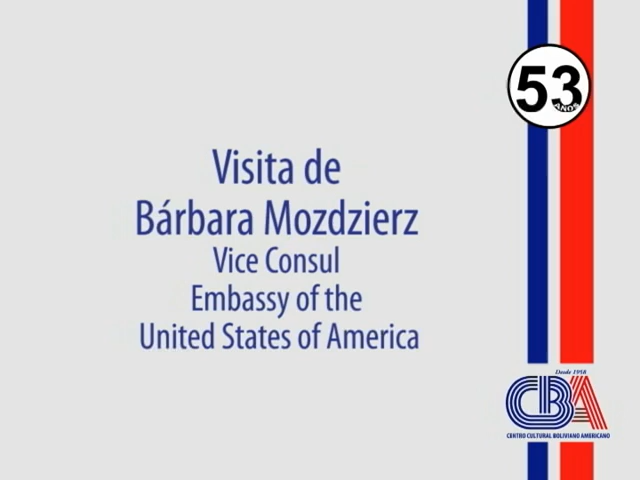 53
AÑOS
Visita de
Bárbara Mozdzierz
Vice Consul
Embassy of the
United States of America
Desde 1958
CBA
CENTRO CULTURAL BOLIVIANO AMERICANO